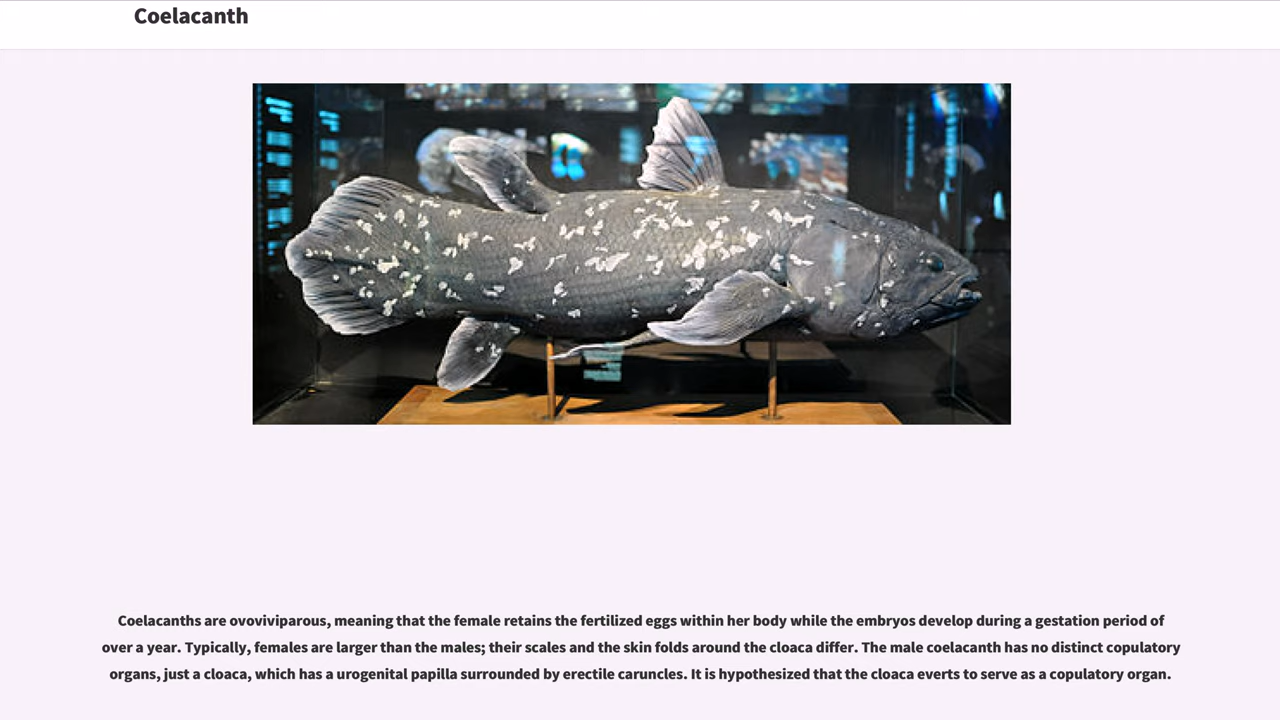 Coelacanth
Coelacanths are ovoviviparous, meaning that the female retains the fertilized eggs within her body while the embryos develop during a gestation period of
over a year. Typically, females are larger than the males; their scales and the skin folds around the cloaca differ. The male coelacanth has no distinct copulatory
organs, just a cloaca, which has a urogenital papilla surrounded by erectile caruncles. It is hypothesized that the cloaca everts to serve as a copulatory organ.